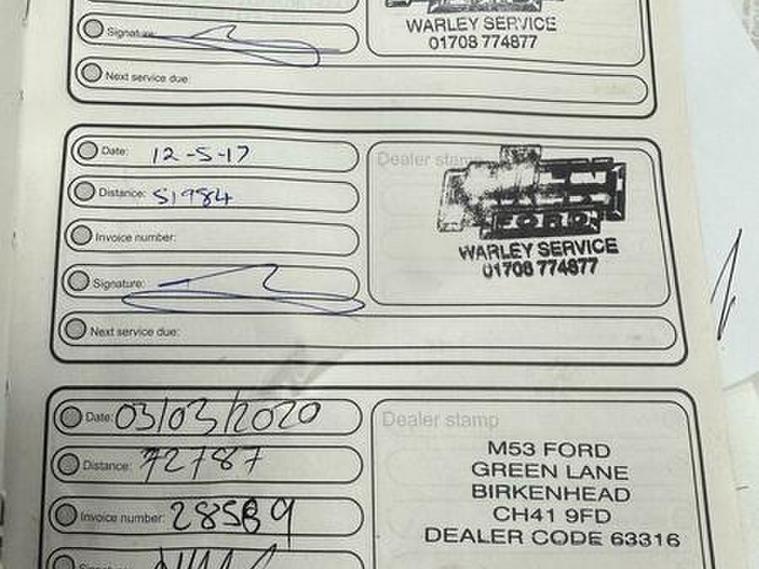 Signature:
WARLEY SERVICE
01708 774877
Next service due:
Date: 12-5-17
Dealer stamp
Distance: 51984
FORD
Invoice number:
WARLEY SERVICE
01708 774877
Signature:
Next service due:
Date: 03/03/2020
Dealer stamp
Distance: 72787
M53 FORD
GREEN LANE
BIRKENHEAD
CH41 9FD
DEALER CODE 63316
Invoice number: 28569
Signature: